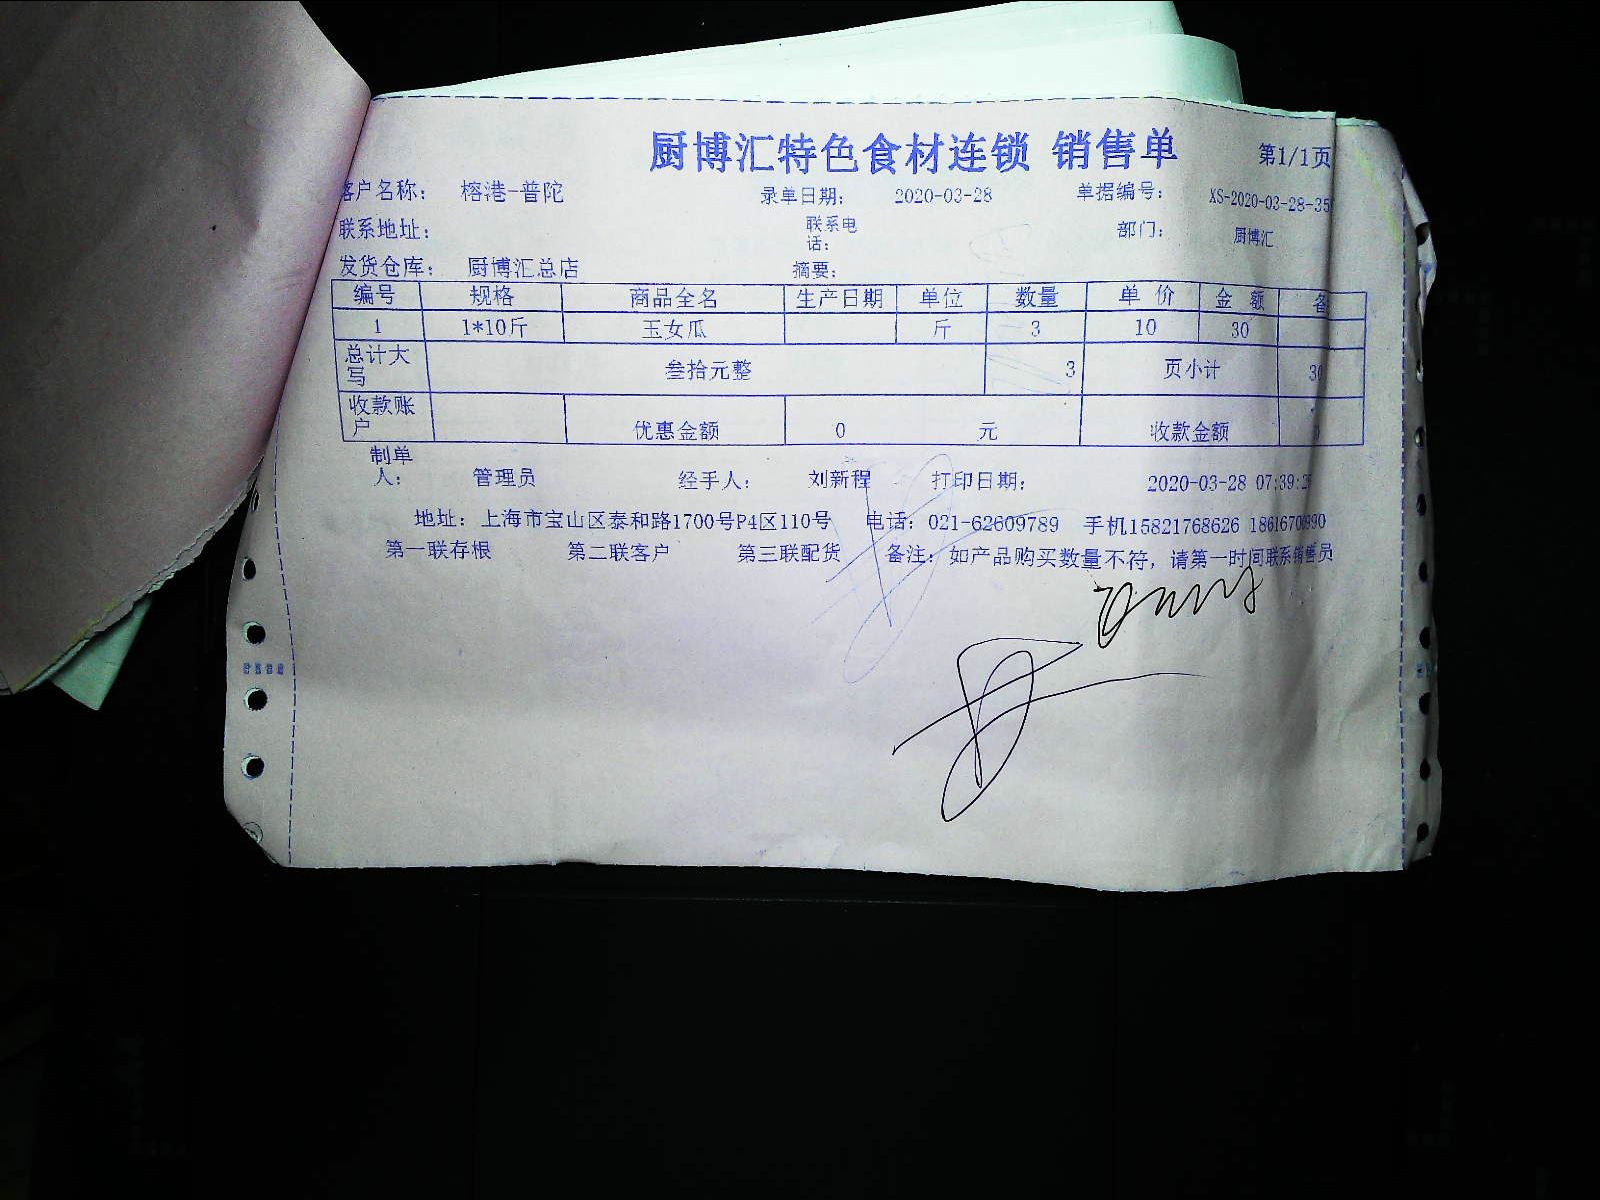 厨博汇特色食材连锁 销售单 第1/1页
客户名称： 榕港-普陀 录单日期： 2020-03-28 单据编号： XS-2020-03-28-35
联系地址： 联系电话： 部门： 厨博汇
发货仓库： 厨博汇总店 摘要：
编号 规格 商品全名 生产日期 单位 数量 单 价 金 额 备
1 1*10斤 玉女瓜 斤 3 10 30
总计大写 叁拾元整 3 页小计 30
收款账户 优惠金额 0 元 收款金额
制单人： 管理员 经手人： 刘新程 打印日期： 2020-03-28 07:39:2
地址：上海市宝山区泰和路1700号P4区110号 电话：021-62609789 手机15821768626
第一联存根 第二联客户 第三联配货 备注：如产品购买数量不符，请第一时间联系销售员